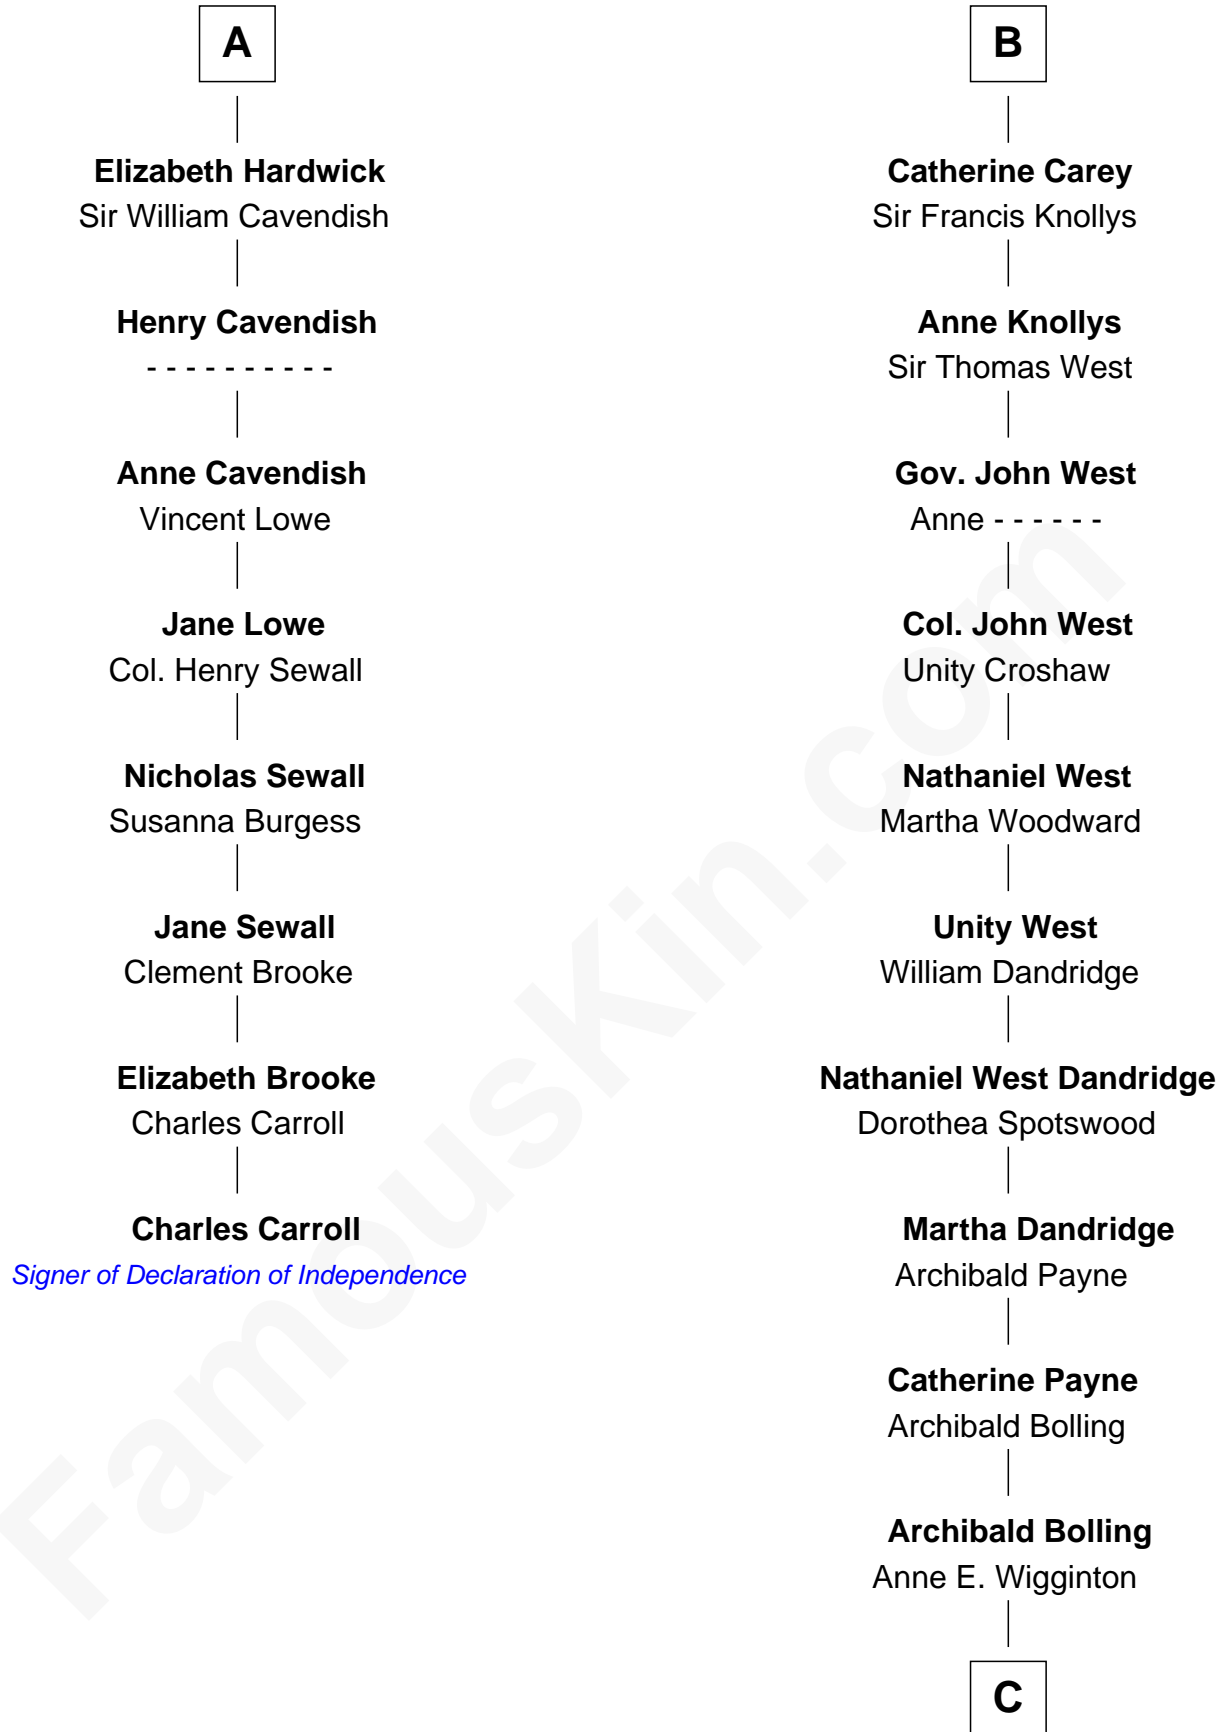 A
Elizabeth Hardwick
Sir William Cavendish
Henry Cavendish
- - - - - - - - - -
Anne Cavendish
Vincent Lowe
Jane Lowe
Col. Henry Sewall
Nicholas Sewall
Susanna Burgess
Jane Sewall
Clement Brooke
Elizabeth Brooke
Charles Carroll
Charles Carroll
Signer of Declaration of Independence
B
Catherine Carey
Sir Francis Knollys
Anne Knollys
Sir Thomas West
Gov. John West
Anne - - - - - -
Col. John West
Unity Croshaw
Nathaniel West
Martha Woodward
Unity West
William Dandridge
Nathaniel West Dandridge
Dorothea Spotswood
Martha Dandridge
Archibald Payne
Catherine Payne
Archibald Bolling
Archibald Bolling
Anne E. Wigginton
C
FamousKin.com